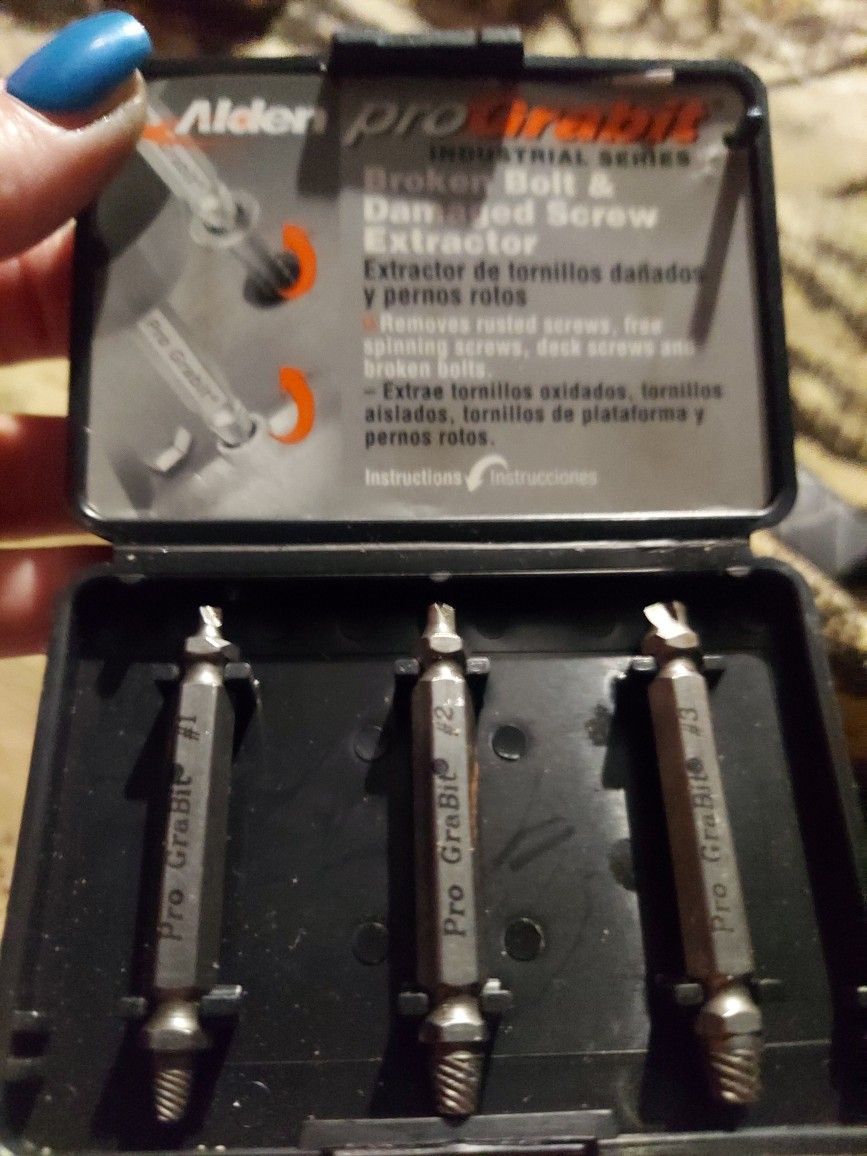 Alden proGrabit
INDUSTRIAL SERIES
Broken Bolt &
Damaged Screw
Extractor
Extractor de tornillos dañados
y pernos rotos
Removes rusted screws, free
spinning screws, deck screws and
broken bolts.
– Extrae tornillos oxidados, tornillos
aislados, tornillos de plataforma y
pernos rotos.
Instructions Instrucciones
Pro Grabit
Pro GraBit® #1
Pro GraBit® #2
Pro GraBit® #3